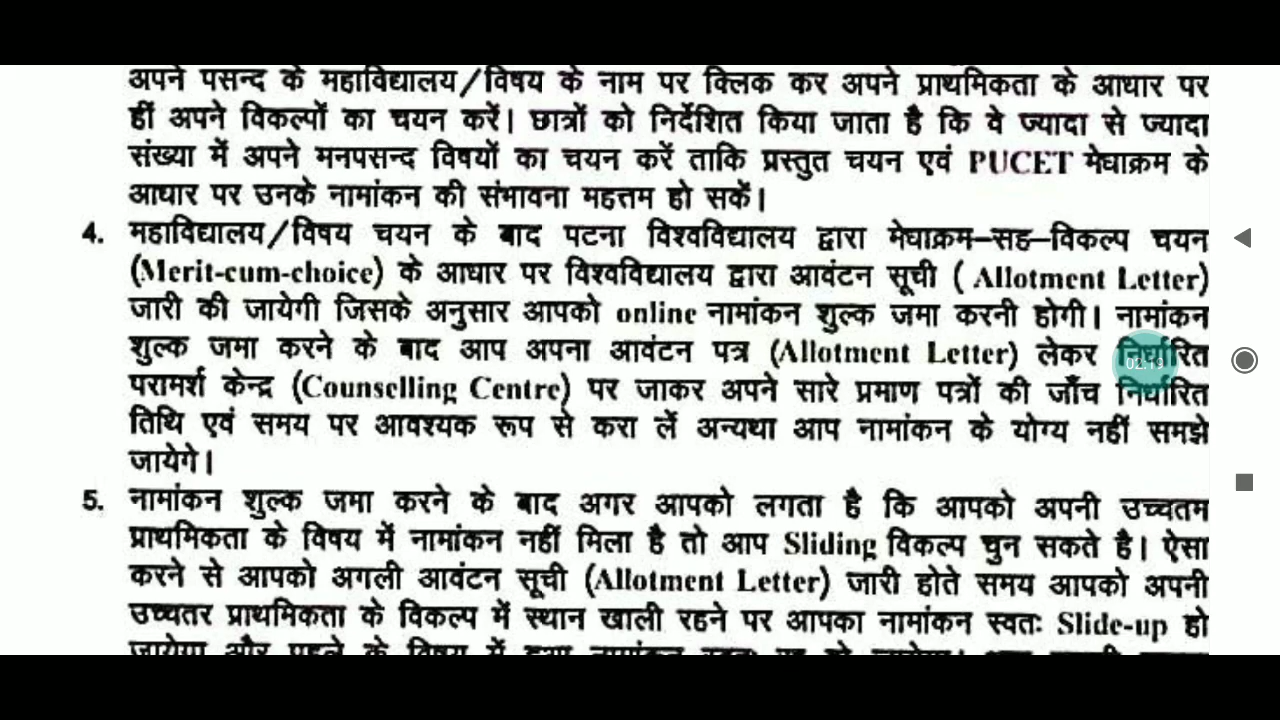 अपने पसन्द के महाविद्यालय/विषय के नाम पर क्लिक कर अपने प्राथमिकता के आधार पर
हीं अपने विकल्पों का चयन करें। छात्रों को निर्देशित किया जाता है कि वे ज्यादा से ज्यादा
संख्या में अपने मनपसन्द विषयों का चयन करें ताकि प्रस्तुत चयन एवं PUCET मेघाक्रम के
आधार पर उनके नामांकन की संभावना महत्तम हो सकें।
4. महाविद्यालय/विषय चयन के बाद पटना विश्वविद्यालय द्वारा मेघाक्रम-सह-विकल्प चयन
(Merit-cum-choice) के आधार पर विश्वविद्यालय द्वारा आवंटन सूची ( Allotment Letter)
जारी की जायेगी जिसके अनुसार आपको online नामांकन शुल्क जमा करनी होगी। नामांकन
शुल्क जमा करने के बाद आप अपना आवंटन पत्र (Allotment Letter) लेकर निर्धारित
02:19
परामर्श केन्द्र (Counselling Centre) पर जाकर अपने सारे प्रमाण पत्रों की जाँच निर्धारित
तिथि एवं समय पर आवश्यक रूप से करा लें अन्यथा आप नामांकन के योग्य नहीं समझे
जायेगे।
5. नामांकन शुल्क जमा करने के बाद अगर आपको लगता है कि आपको अपनी उच्चतम
प्राथमिकता के विषय में नामांकन नहीं मिला है तो आप Sliding विकल्प चुन सकते है। ऐसा
करने से आपको अगली आवंटन सूची (Allotment Letter) जारी होते समय आपको अपनी
उच्चतर प्राथमिकता के विकल्प में स्थान खाली रहने पर आपका नामांकन स्वतः Slide-up हो